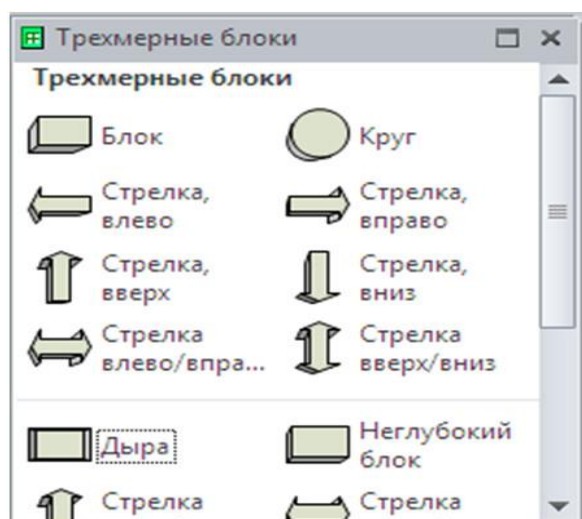 Трехмерные блоки
Трехмерные блоки
Блок
Круг
Стрелка,
влево
Стрелка,
вправо
Стрелка,
вверх
Стрелка,
вниз
Стрелка
влево/впра...
Стрелка
вверх/вниз
Дыра
Неглубокий
блок
Стрелка
Стрелка